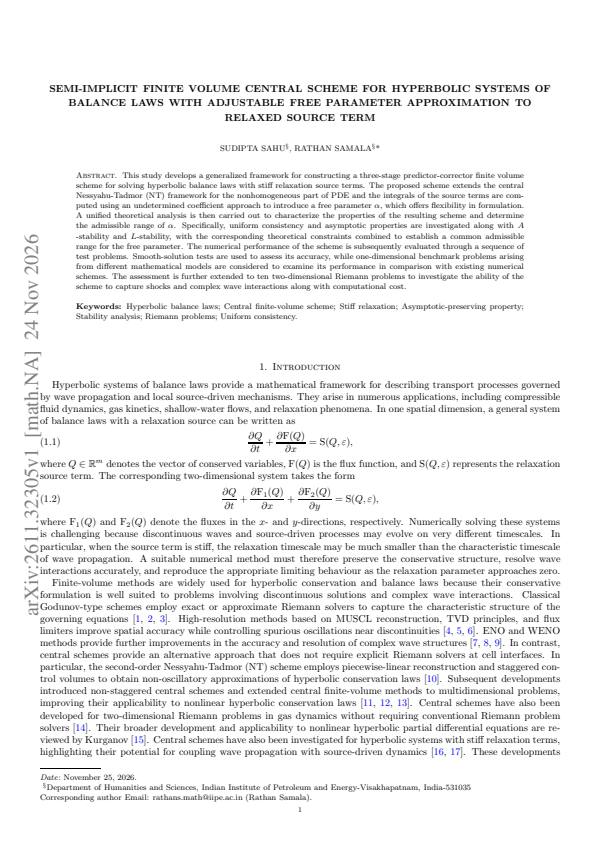 SEMI-IMPLICIT FINITE VOLUME CENTRAL SCHEME FOR HYPERBOLIC SYSTEMS OF
BALANCE LAWS WITH ADJUSTABLE FREE PARAMETER APPROXIMATION TO
RELAXED SOURCE TERM
SUDIPTA SAHU§, RATHAN SAMALA§*
ABSTRACT. This study develops a generalized framework for constructing a three-stage predictor-corrector finite volume
scheme for solving hyperbolic balance laws with stiff relaxation source terms. The proposed scheme extends the central
Nessyahu-Tadmor (NT) framework for the nonhomogeneous part of PDE and the integrals of the source terms are com-
puted using an undetermined coefficient approach to introduce a free parameter α, which offers flexibility in formulation.
A unified theoretical analysis is then carried out to characterize the properties of the resulting scheme and determine
the admissible range of α. Specifically, uniform consistency and asymptotic properties are investigated along with A
-stability and L-stability, with the corresponding theoretical constraints combined to establish a common admissible
range for the free parameter. The numerical performance of the scheme is subsequently evaluated through a sequence of
test problems. Smooth-solution tests are used to assess its accuracy, while one-dimensional benchmark problems arising
from different mathematical models are considered to examine its performance in comparison with existing numerical
schemes. The assessment is further extended to ten two-dimensional Riemann problems to investigate the ability of the
scheme to capture shocks and complex wave interactions along with computational cost.
Keywords: Hyperbolic balance laws; Central finite-volume scheme; Stiff relaxation; Asymptotic-preserving property;
Stability analysis; Riemann problems; Uniform consistency.
1. INTRODUCTION
Hyperbolic systems of balance laws provide a mathematical framework for describing transport processes governed
by wave propagation and local source-driven mechanisms. They arise in numerous applications, including compressible
fluid dynamics, gas kinetics, shallow-water flows, and relaxation phenomena. In one spatial dimension, a general system
of balance laws with a relaxation source can be written as
(1.1) ∂Q/∂t + ∂F(Q)/∂x = S(Q, ε),
where Q ∈ ℝᵐ denotes the vector of conserved variables, F(Q) is the flux function, and S(Q, ε) represents the relaxation
source term. The corresponding two-dimensional system takes the form
(1.2) ∂Q/∂t + ∂F₁(Q)/∂x + ∂F₂(Q)/∂y = S(Q, ε),
where F₁(Q) and F₂(Q) denote the fluxes in the x- and y-directions, respectively. Numerically solving these systems
is challenging because discontinuous waves and source-driven processes may evolve on very different timescales. In
particular, when the source term is stiff, the relaxation timescale may be much smaller than the characteristic timescale
of wave propagation. A suitable numerical method must therefore preserve the conservative structure, resolve wave
interactions accurately, and reproduce the appropriate limiting behaviour as the relaxation parameter approaches zero.
Finite-volume methods are widely used for hyperbolic conservation and balance laws because their conservative
formulation is well suited to problems involving discontinuous solutions and complex wave interactions. Classical
Godunov-type schemes employ exact or approximate Riemann solvers to capture the characteristic structure of the
governing equations [1, 2, 3]. High-resolution methods based on MUSCL reconstruction, TVD principles, and flux
limiters improve spatial accuracy while controlling spurious oscillations near discontinuities [4, 5, 6]. ENO and WENO
methods provide further improvements in the accuracy and resolution of complex wave structures [7, 8, 9]. In contrast,
central schemes provide an alternative approach that does not require explicit Riemann solvers at cell interfaces. In
particular, the second-order Nessyahu-Tadmor (NT) scheme employs piecewise-linear reconstruction and staggered con-
trol volumes to obtain non-oscillatory approximations of hyperbolic conservation laws [10]. Subsequent developments
introduced non-staggered central schemes and extended central finite-volume methods to multidimensional problems,
improving their applicability to nonlinear hyperbolic conservation laws [11, 12, 13]. Central schemes have also been
developed for two-dimensional Riemann problems in gas dynamics without requiring conventional Riemann problem
solvers [14]. Their broader development and applicability to nonlinear hyperbolic partial differential equations are re-
viewed by Kurganov [15]. Central schemes have also been investigated for hyperbolic systems with stiff relaxation terms,
highlighting their potential for coupling wave propagation with source-driven dynamics [16, 17]. These developments
Date: November 25, 2026.
§Department of Humanities and Sciences, Indian Institute of Petroleum and Energy-Visakhapatnam, India-531035
Corresponding author Email: rathans.math@iipe.ac.in (Rathan Samala).
1
arXiv:2611.32305v1 [math.NA] 24 Nov 2026